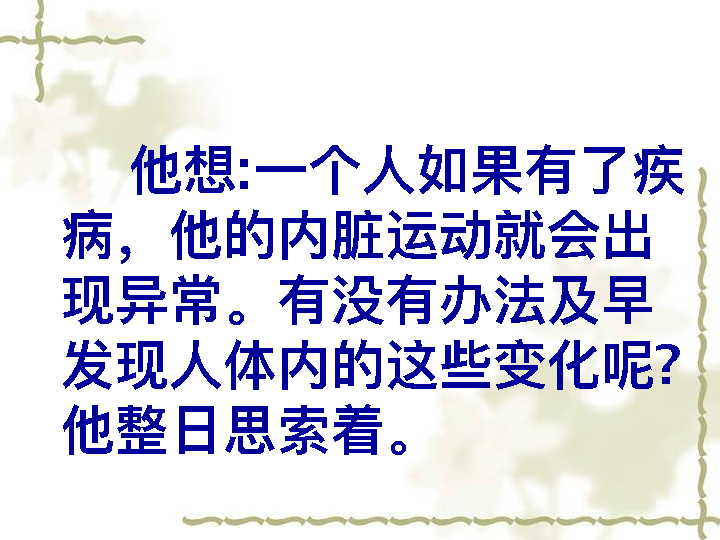 他想:一个人如果有了疾
病，他的内脏运动就会出
现异常。有没有办法及早
发现人体内的这些变化呢?
他整日思索着。